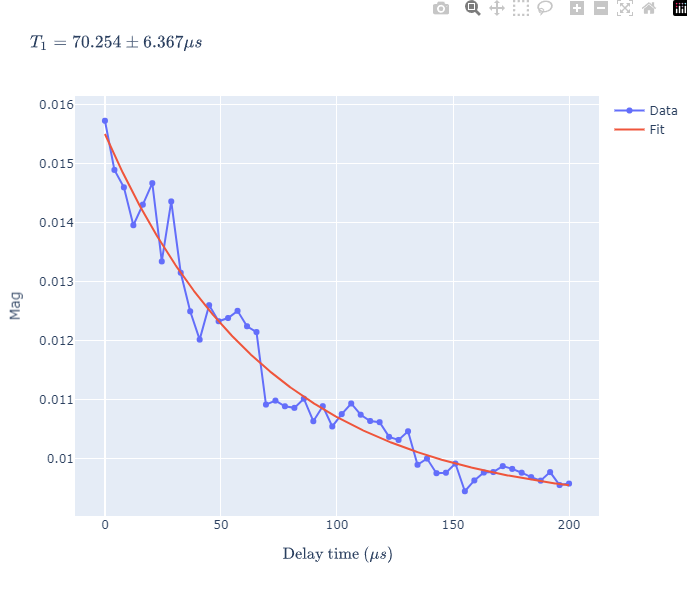 T₁ = 70.254 ± 6.367μs
0.016
0.015
0.014
0.013
0.012
0.011
0.01
Mag
0 50 100 150 200
Delay time (μs)
Data
Fit